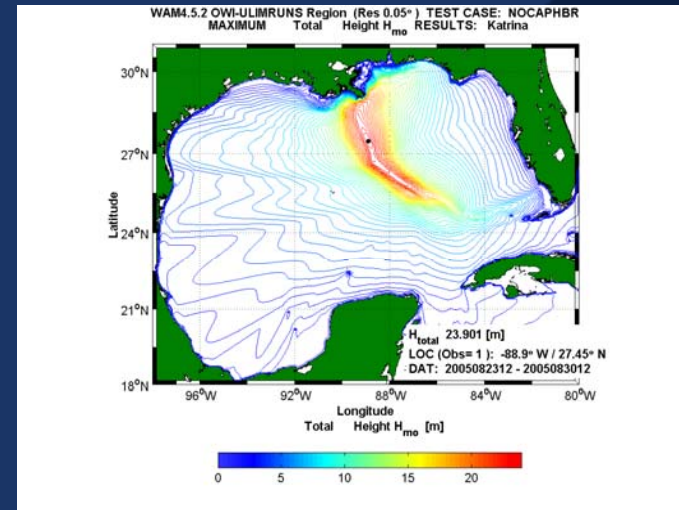 WAM4.5.2 OWI-ULIMRUNS Region (Res 0.05°) TEST CASE: NOCAPHBR
MAXIMUM Total Height Hmo RESULTS: Katrina
30°N
27°N
24°N
21°N
18°N
Latitude
Htotal 23.901 [m]
LOC (Obs= 1 ): -88.9° W / 27.45° N
DAT: 2005082312 - 2005083012
96°W 92°W 88°W 84°W 80°W
Longitude
Total Height Hmo [m]
0 5 10 15 20